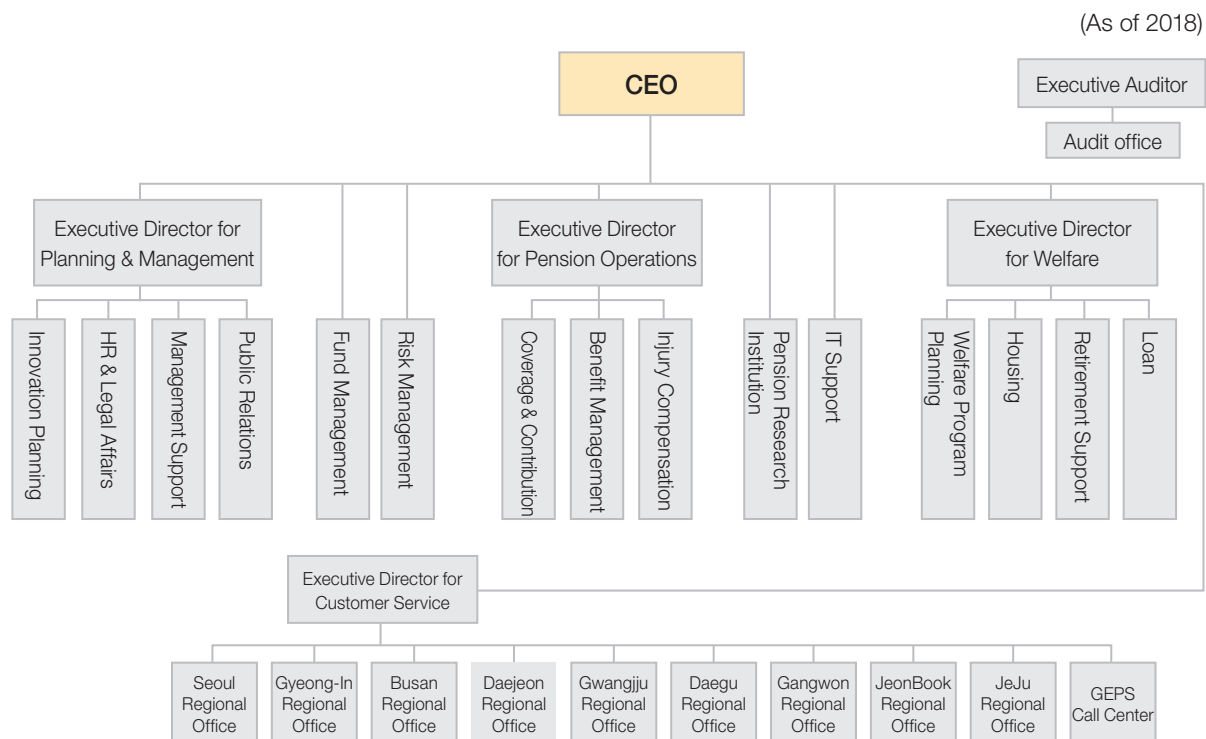 (As of 2018)
CEO
Executive Auditor
Audit office
Executive Director for
Planning & Management
Executive Director
for Pension Operations
Executive Director
for Welfare
Innovation Planning
HR & Legal Affairs
Management Support
Public Relations
Fund Management
Risk Management
Coverage & Contribution
Benefit Management
Injury Compensation
Pension Research
Institution
IT Support
Welfare Program
Planning
Housing
Retirement Support
Loan
Executive Director for
Customer Service
Seoul
Regional
Office
Gyeong-In
Regional
Office
Busan
Regional
Office
Daejeon
Regional
Office
Gwangjju
Regional
Office
Daegu
Regional
Office
Gangwon
Regional
Office
JeonBook
Regional
Office
JeJu
Regional
Office
GEPS
Call Center